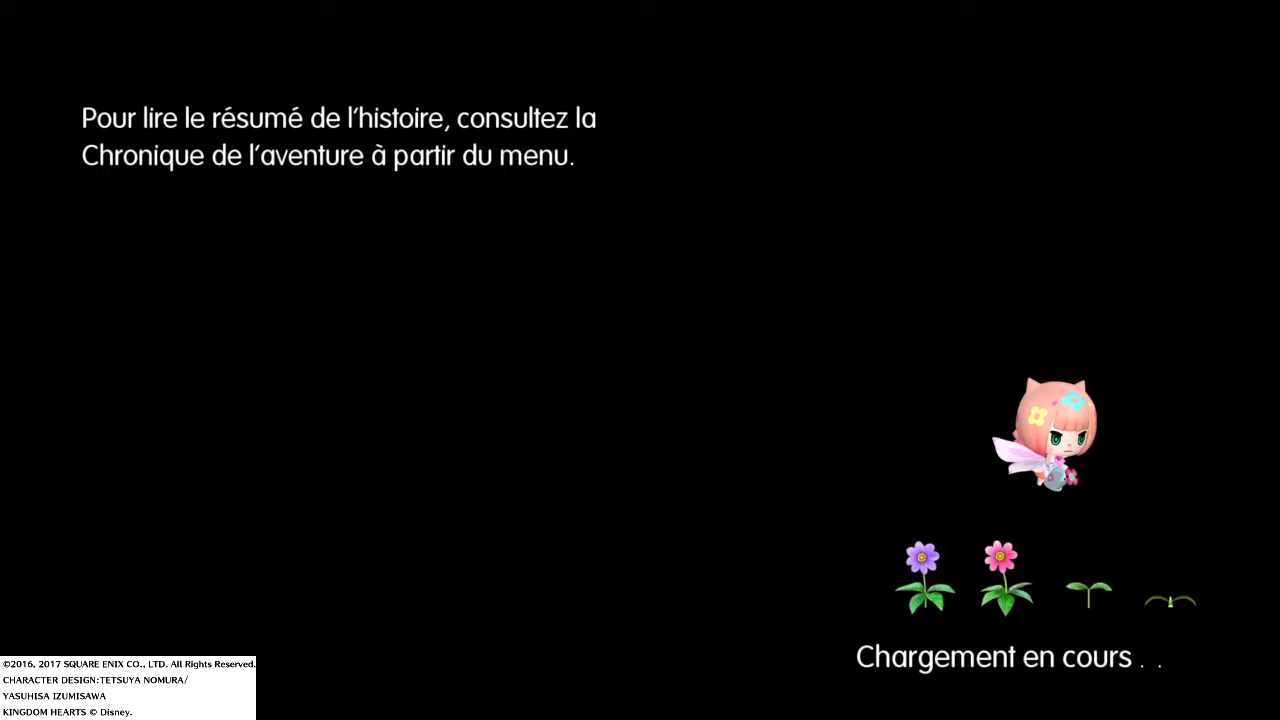 Pour lire le résumé de l'histoire, consultez la
Chronique de l'aventure à partir du menu.
Chargement en cours . .
©2016, 2017 SQUARE ENIX CO., LTD. All Rights Reserved.
CHARACTER DESIGN:TETSUYA NOMURA/
YASUHISA IZUMISAWA
KINGDOM HEARTS © Disney.